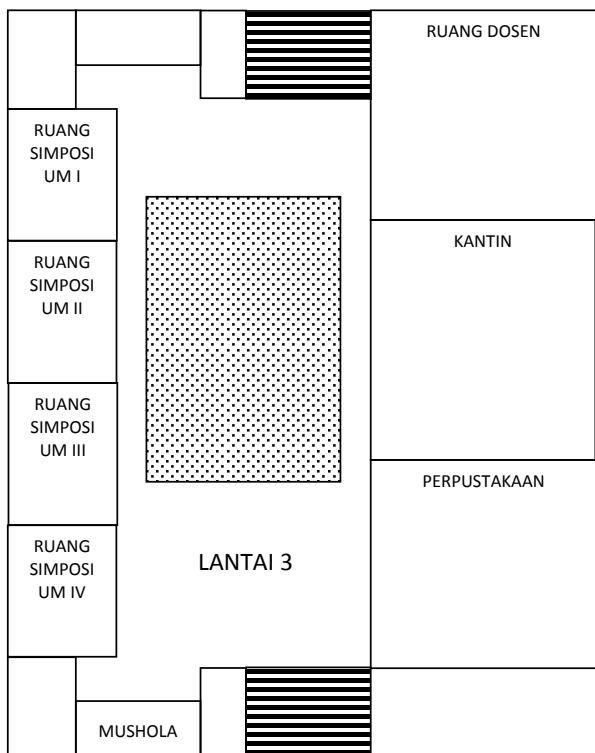 RUANG DOSEN
RUANG
SIMPOSI
UM I
KANTIN
RUANG
SIMPOSI
UM II
RUANG
SIMPOSI
UM III
PERPUSTAKAAN
RUANG
SIMPOSI
UM IV
LANTAI 3
MUSHOLA